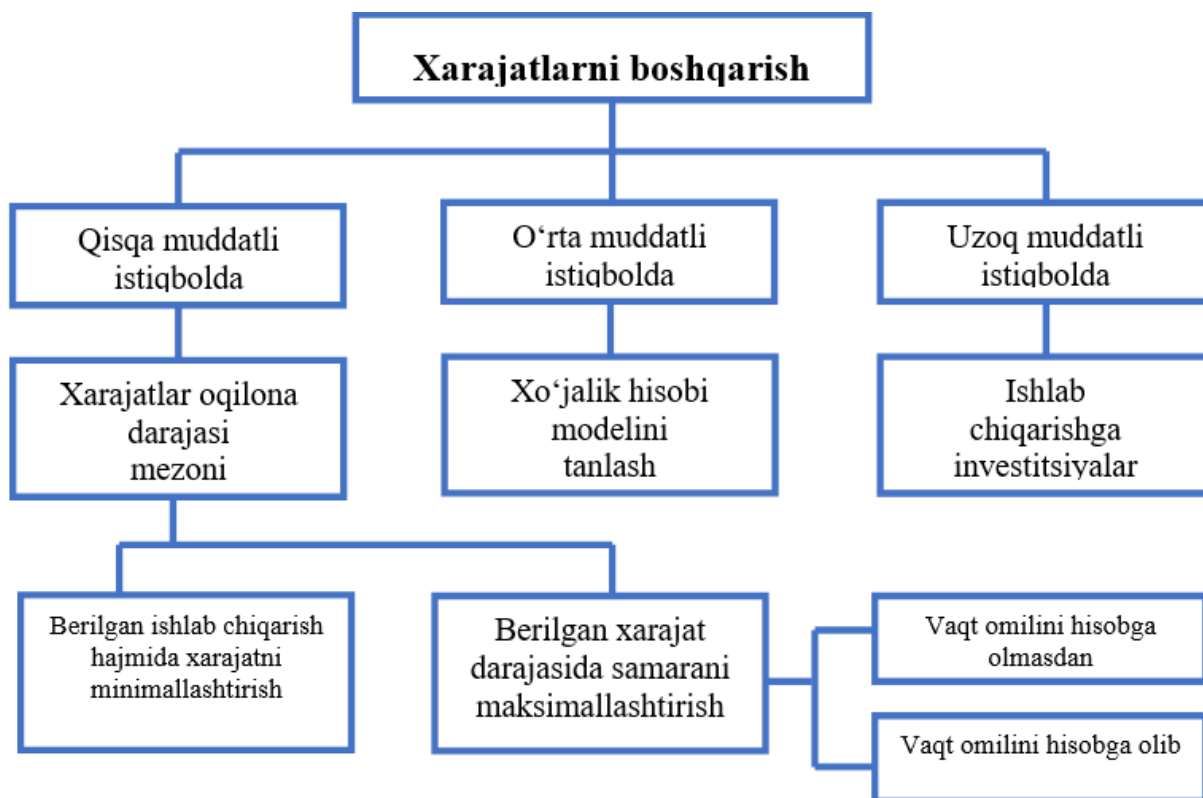 Xarajatlarni boshqarish
Qisqa muddatli
istiqbolda
O‘rta muddatli
istiqbolda
Uzoq muddatli
istiqbolda
Xarajatlar oqilona
darajasi
mezoni
Xo‘jalik hisobi
modelini
tanlash
Ishlab
chiqarishga
investitsiyalar
Berilgan ishlab chiqarish
hajmida xarajatni
minimallashtirish
Berilgan xarajat
darajasida samarani
maksimallashtirish
Vaqt omilini hisobga
olmasdan
Vaqt omilini hisobga olib